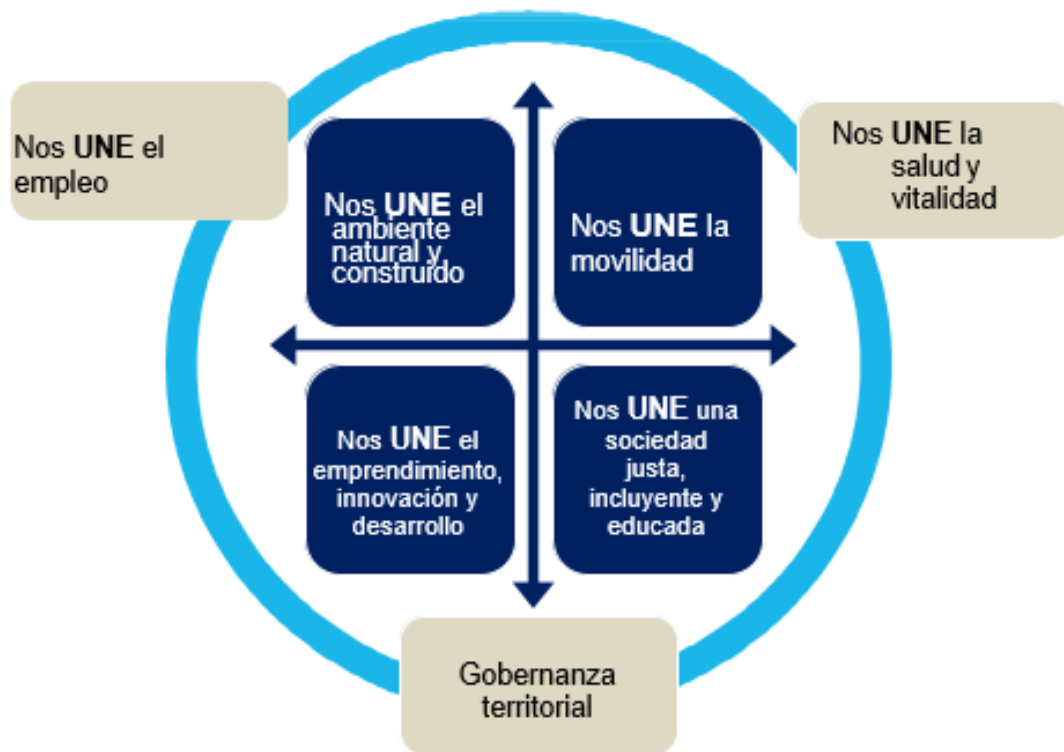 Nos UNE el
empleo
Nos UNE la
salud y
vitalidad
Nos UNE el
ambiente
natural y
construido
Nos UNE la
movilidad
Nos UNE el
emprendimiento,
innovación y
desarrollo
Nos UNE una
sociedad
justa,
incluyente y
educada
Gobernanza
territorial